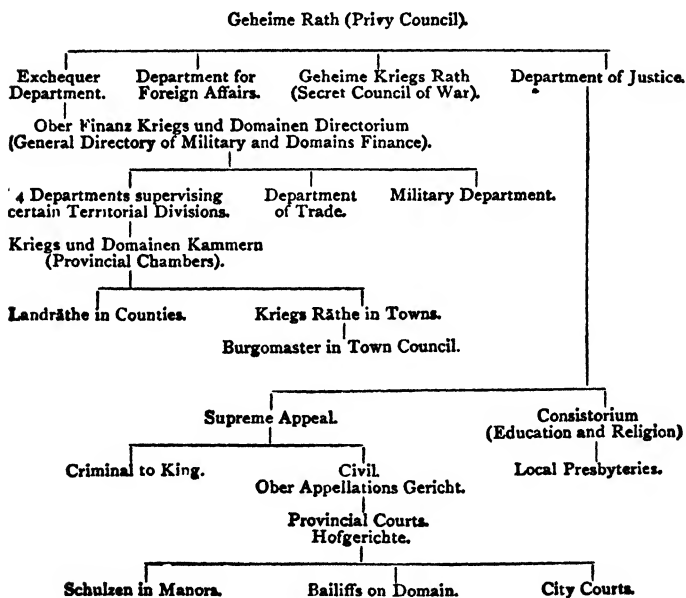 Geheime Rath (Privy Council).
Exchequer Department.
Department for Foreign Affairs.
Geheime Kriegs Rath (Secret Council of War).
Department of Justice.
Ober Finanz Kriegs und Domainen Directorium
(General Directory of Military and Domains Finance).
4 Departments supervising certain Territorial Divisions.
Department of Trade.
Military Department.
Kriegs und Domainen Kammern
(Provincial Chambers).
Landräthe in Counties.
Kriegs Räthe in Towns.
Burgomaster in Town Council.
Supreme Appeal.
Consistorium
(Education and Religion)
Criminal to King.
Civil.
Ober Appellations Gericht.
Local Presbyteries.
Provincial Courts.
Hofgerichte.
Schulzen in Manors.
Bailiffs on Domain.
City Courts.